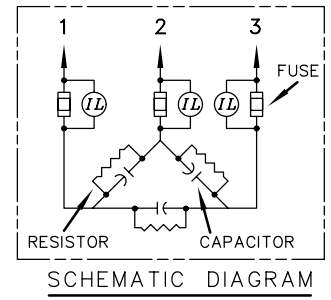 1 2 3
FUSE
IL IL IL
RESISTOR CAPACITOR
SCHEMATIC DIAGRAM